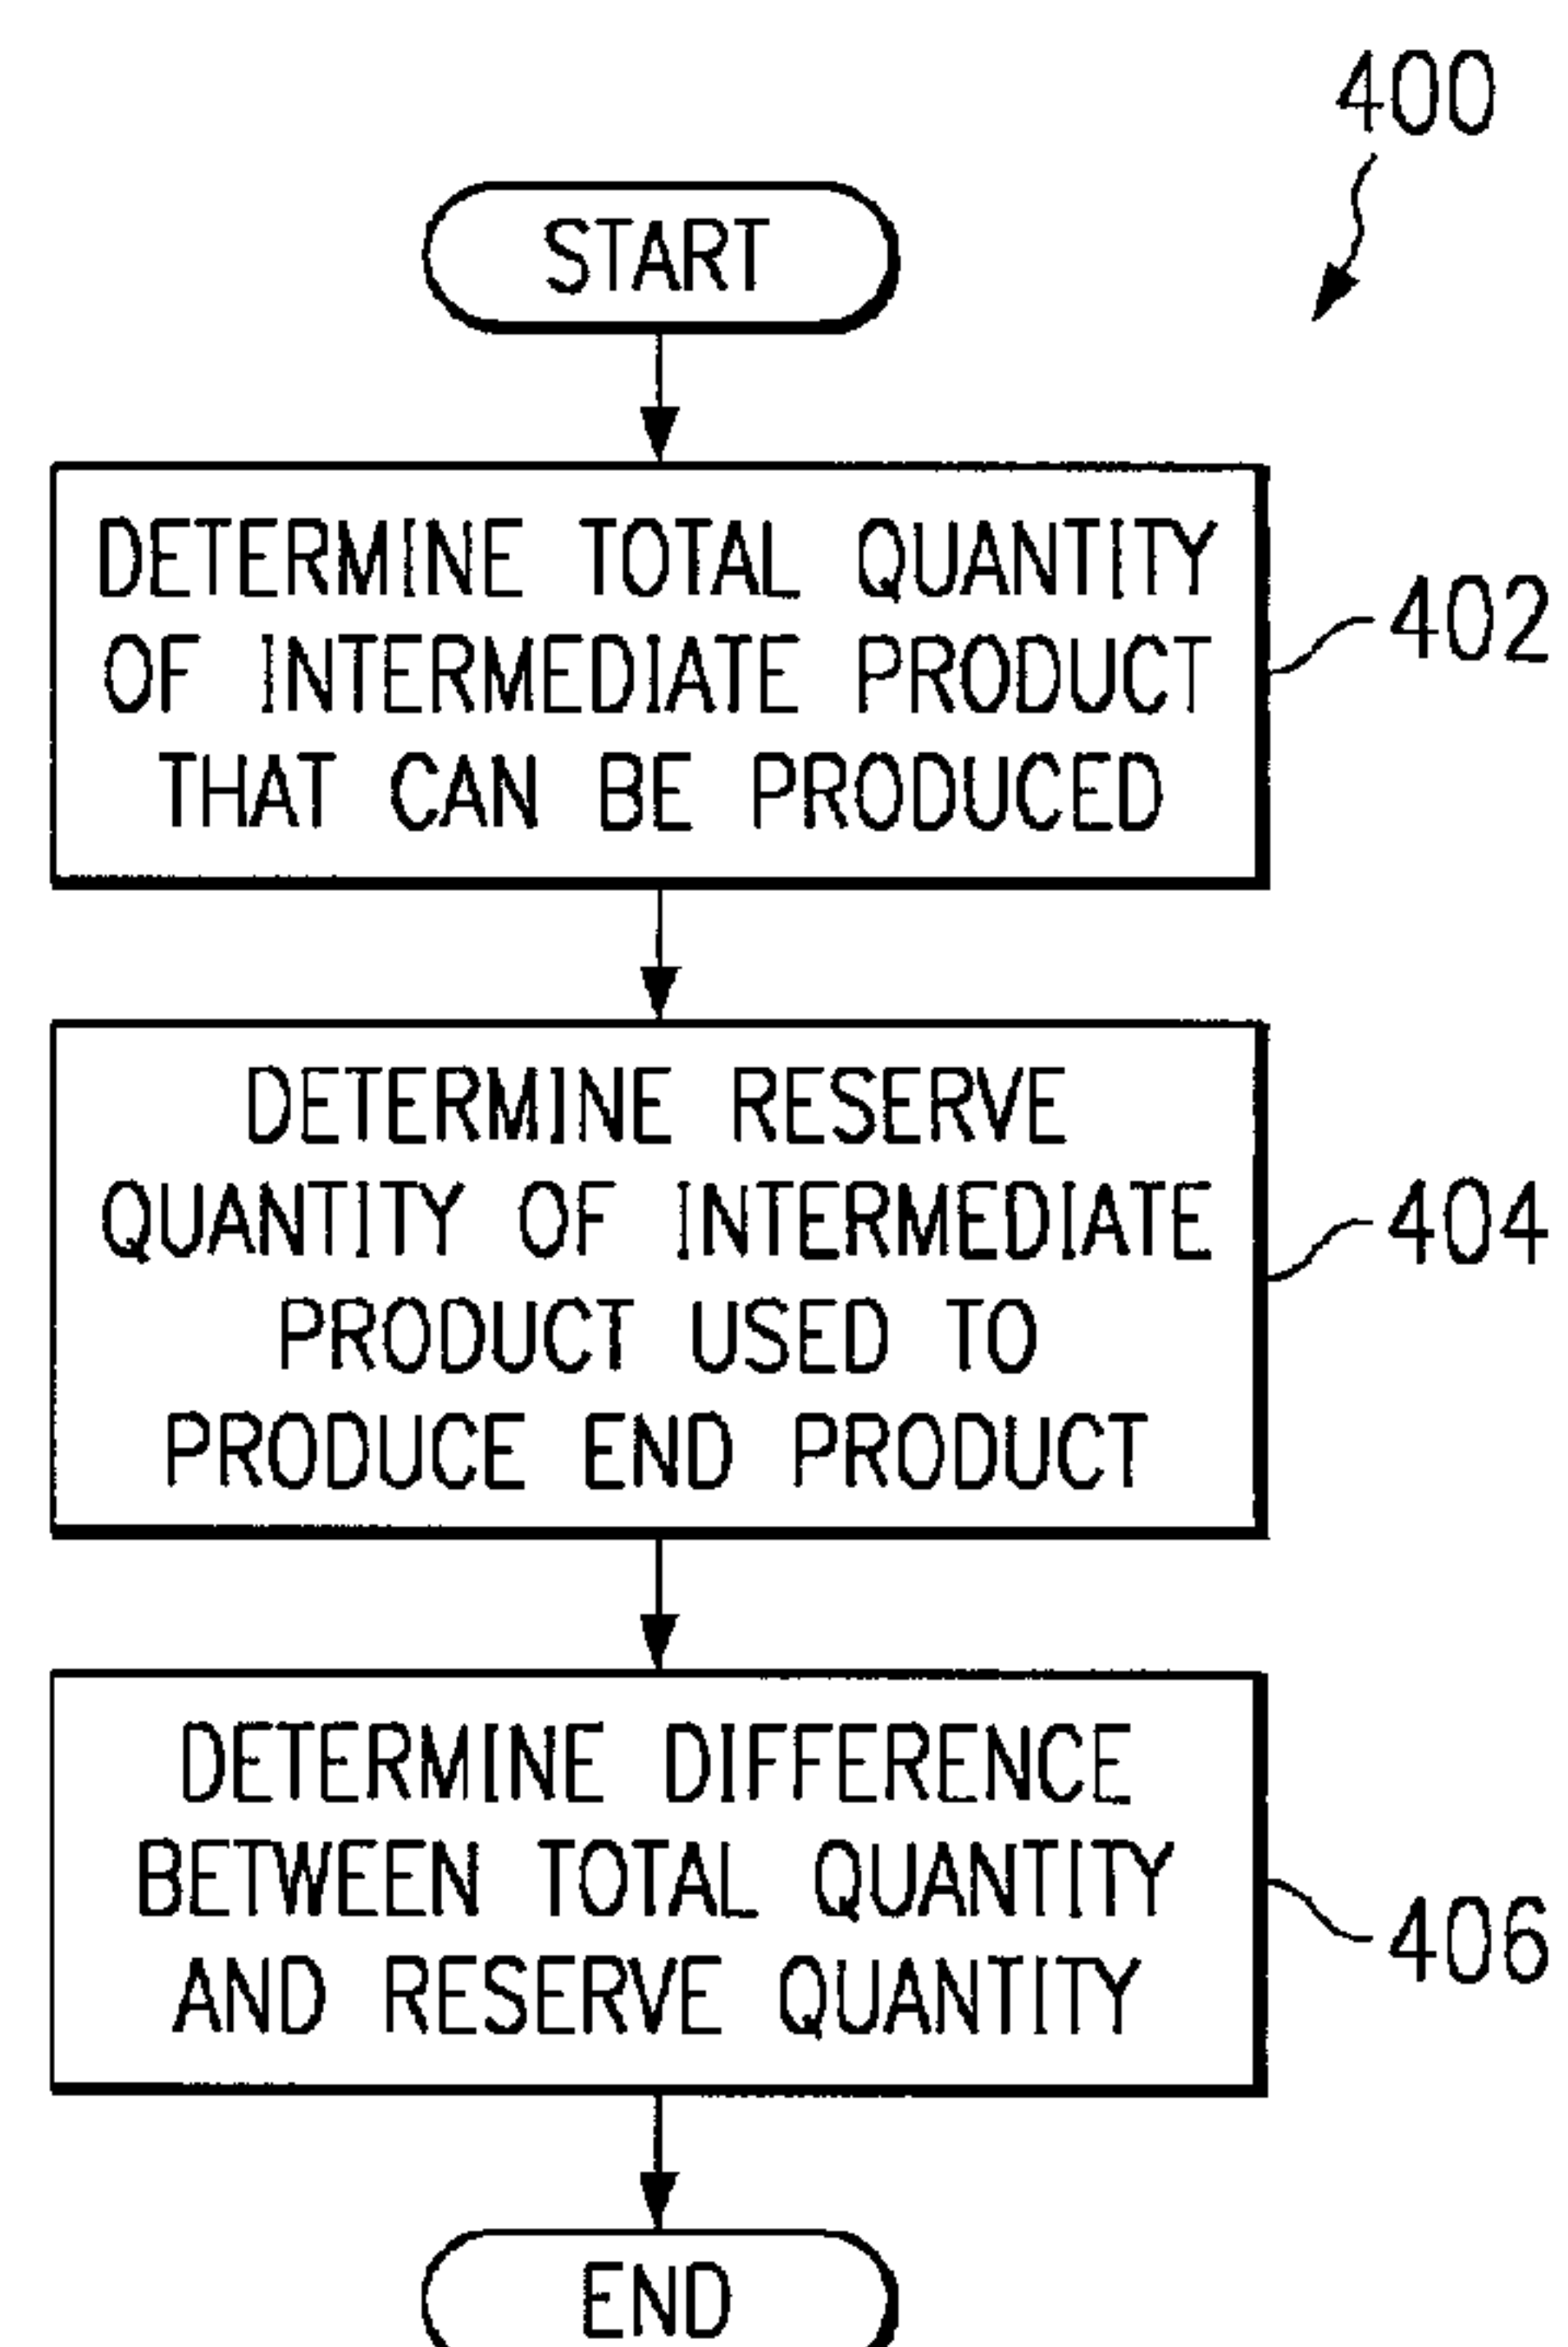 400
START
DETERMINE TOTAL QUANTITY
OF INTERMEDIATE PRODUCT
THAT CAN BE PRODUCED
402
DETERMINE RESERVE
QUANTITY OF INTERMEDIATE
PRODUCT USED TO
PRODUCE END PRODUCT
404
DETERMINE DIFFERENCE
BETWEEN TOTAL QUANTITY
AND RESERVE QUANTITY
406
END